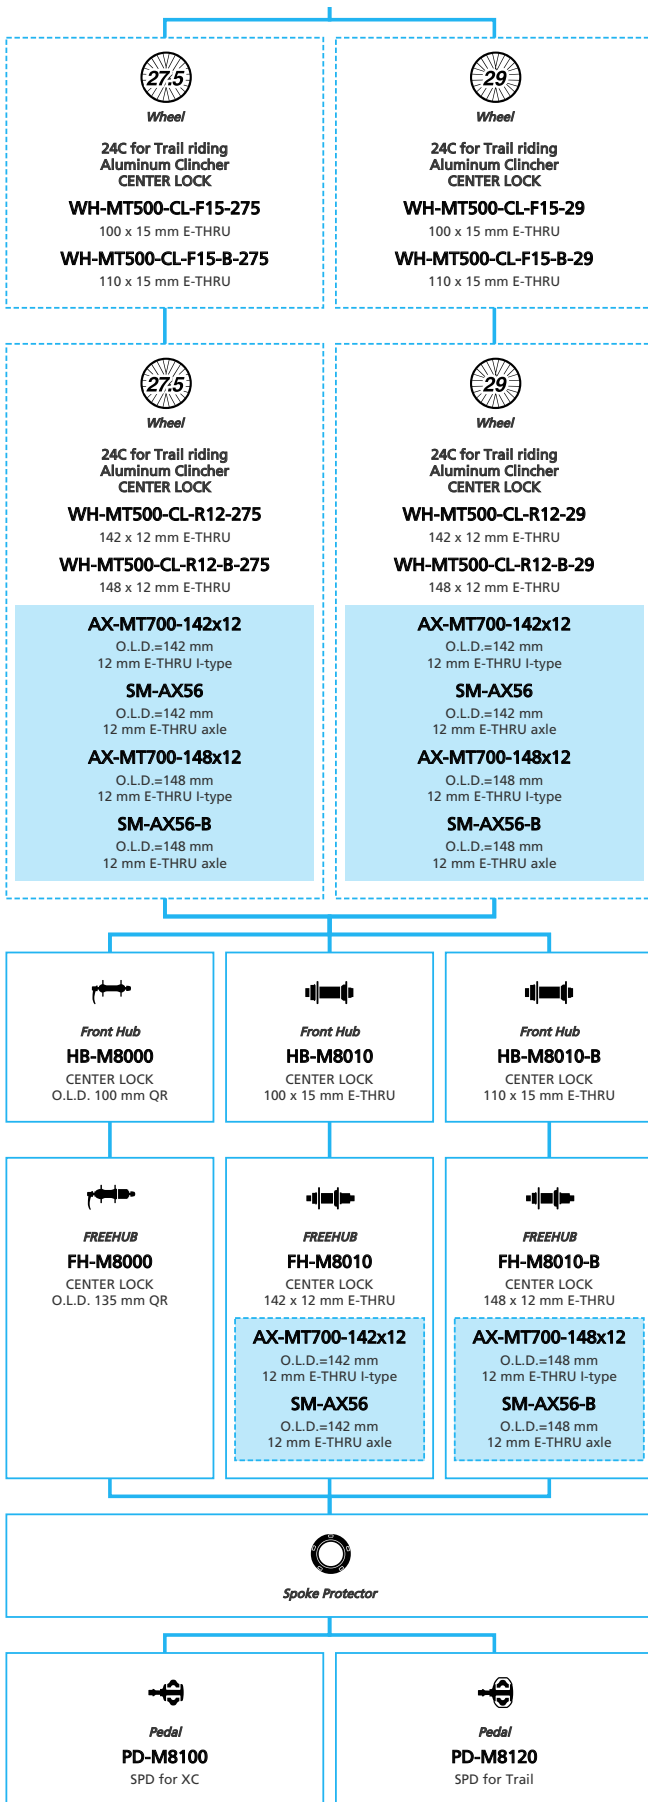 27.5
Wheel
24C for Trail riding
Aluminum Clincher
CENTER LOCK
WH-MT500-CL-F15-275
100 x 15 mm E-THRU
WH-MT500-CL-F15-B-275
110 x 15 mm E-THRU
29
Wheel
24C for Trail riding
Aluminum Clincher
CENTER LOCK
WH-MT500-CL-F15-29
100 x 15 mm E-THRU
WH-MT500-CL-F15-B-29
110 x 15 mm E-THRU
27.5
Wheel
24C for Trail riding
Aluminum Clincher
CENTER LOCK
WH-MT500-CL-R12-275
142 x 12 mm E-THRU
WH-MT500-CL-R12-B-275
148 x 12 mm E-THRU
AX-MT700-142x12
O.L.D.=142 mm
12 mm E-THRU I-type
SM-AX56
O.L.D.=142 mm
12 mm E-THRU axle
AX-MT700-148x12
O.L.D.=148 mm
12 mm E-THRU I-type
SM-AX56-B
O.L.D.=148 mm
12 mm E-THRU axle
29
Wheel
24C for Trail riding
Aluminum Clincher
CENTER LOCK
WH-MT500-CL-R12-29
142 x 12 mm E-THRU
WH-MT500-CL-R12-B-29
148 x 12 mm E-THRU
AX-MT700-142x12
O.L.D.=142 mm
12 mm E-THRU I-type
SM-AX56
O.L.D.=142 mm
12 mm E-THRU axle
AX-MT700-148x12
O.L.D.=148 mm
12 mm E-THRU I-type
SM-AX56-B
O.L.D.=148 mm
12 mm E-THRU axle
Front Hub
HB-M8000
CENTER LOCK
O.L.D. 100 mm QR
Front Hub
HB-M8010
CENTER LOCK
100 x 15 mm E-THRU
Front Hub
HB-M8010-B
CENTER LOCK
110 x 15 mm E-THRU
FREEHUB
FH-M8000
CENTER LOCK
O.L.D. 135 mm QR
FREEHUB
FH-M8010
CENTER LOCK
142 x 12 mm E-THRU
AX-MT700-142x12
O.L.D.=142 mm
12 mm E-THRU I-type
SM-AX56
O.L.D.=142 mm
12 mm E-THRU axle
FREEHUB
FH-M8010-B
CENTER LOCK
148 x 12 mm E-THRU
AX-MT700-148x12
O.L.D.=148 mm
12 mm E-THRU I-type
SM-AX56-B
O.L.D.=148 mm
12 mm E-THRU axle
Spoke Protector
Pedal
PD-M8100
SPD for XC
Pedal
PD-M8120
SPD for Trail